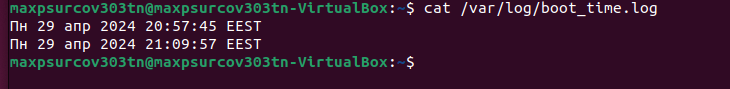 maxpsurcov303tn@maxpsurcov303tn-VirtualBox:~$ cat /var/log/boot_time.log
Пн 29 апр 2024 20:57:45 EEST
Пн 29 апр 2024 21:09:57 EEST
maxpsurcov303tn@maxpsurcov303tn-VirtualBox:~$